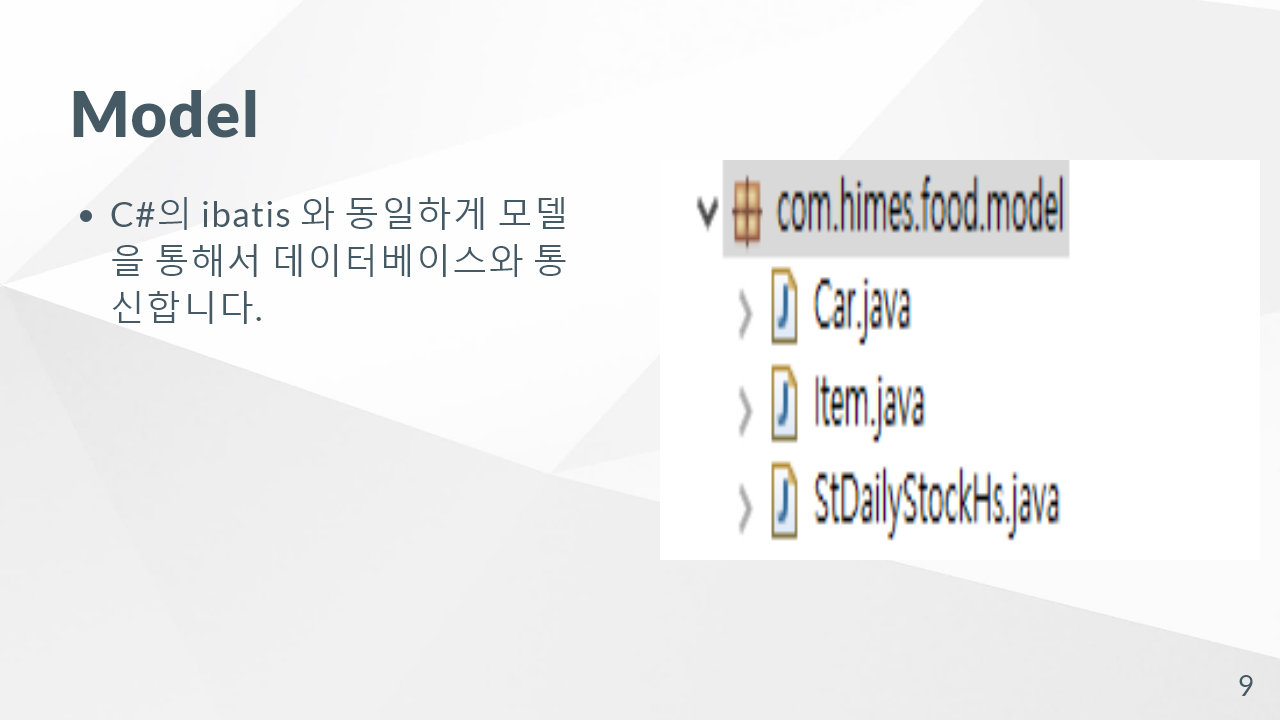 Model
• C#의 ibatis 와 동일하게 모델
을 통해서 데이터베이스와 통
신합니다.
com.himes.food.model
Car.java
Item.java
StDailyStockHs.java
9